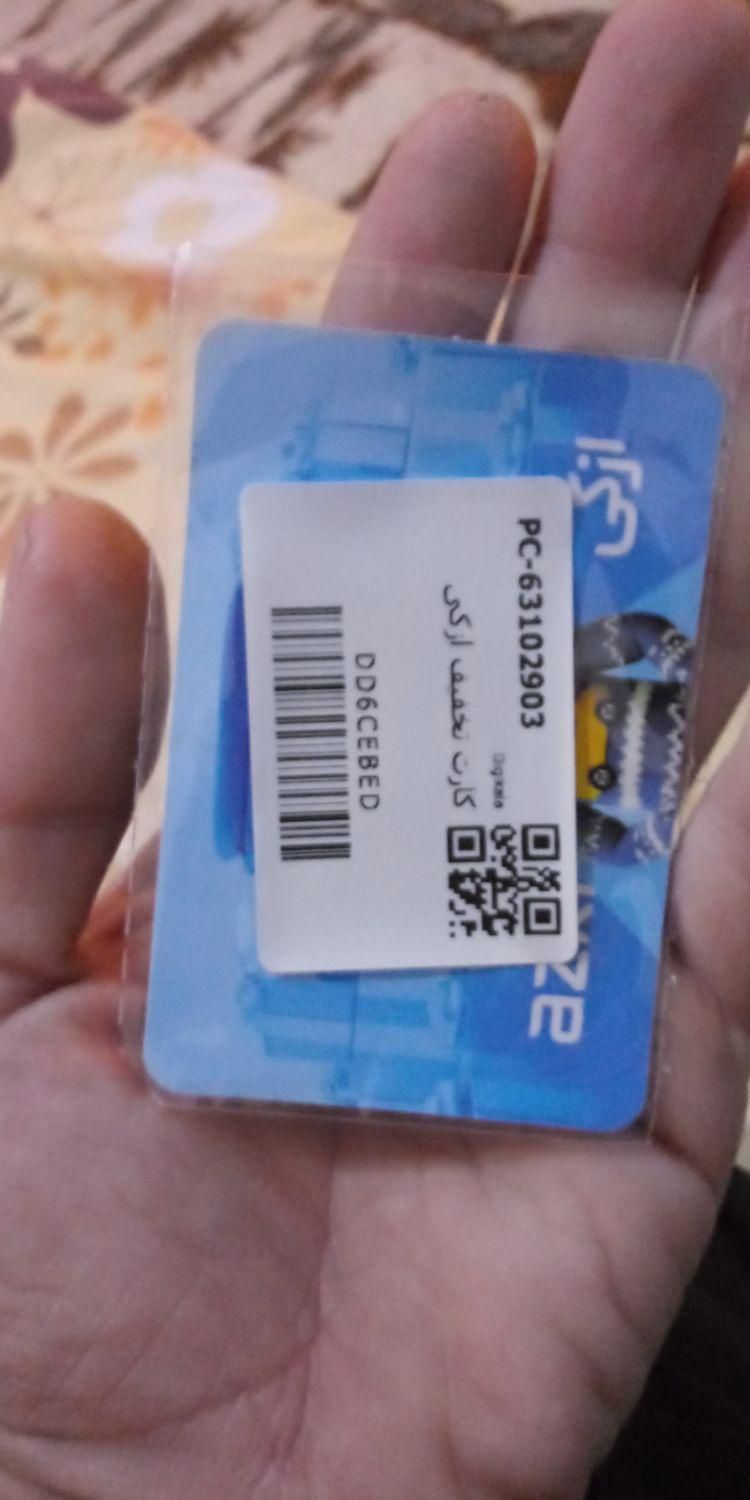 ازکی
PC-63102903
Digikala
کارت تخفیف ازکی
DD6CEBED